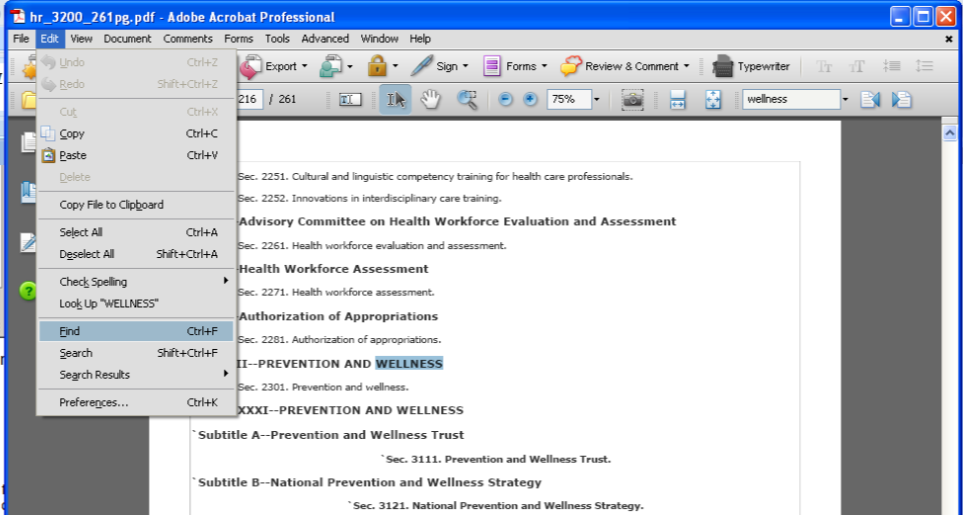 hr_3200_261pg.pdf - Adobe Acrobat Professional
File Edit View Document Comments Forms Tools Advanced Window Help
Undo Ctrl+Z
Redo Shift+Ctrl+Z
Cut Ctrl+X
Copy Ctrl+C
Paste Ctrl+V
Delete
Copy File to Clipboard
Select All Ctrl+A
Deselect All Shift+Ctrl+A
Check Spelling
Look Up "WELLNESS"
Find Ctrl+F
Search Shift+Ctrl+F
Search Results
Preferences... Ctrl+K
Export Sign Forms Review & Comment Typewriter
216 / 261 75% wellness
Sec. 2251. Cultural and linguistic competency training for health care professionals.
Sec. 2252. Innovations in interdisciplinary care training.
-Advisory Committee on Health Workforce Evaluation and Assessment
Sec. 2261. Health workforce evaluation and assessment.
-Health Workforce Assessment
Sec. 2271. Health workforce assessment.
-Authorization of Appropriations
Sec. 2281. Authorization of appropriations.
II--PREVENTION AND WELLNESS
Sec. 2301. Prevention and wellness.
XXXI--PREVENTION AND WELLNESS
`Subtitle A--Prevention and Wellness Trust
`Sec. 3111. Prevention and Wellness Trust.
`Subtitle B--National Prevention and Wellness Strategy
`Sec. 3121. National Prevention and Wellness Strategy.